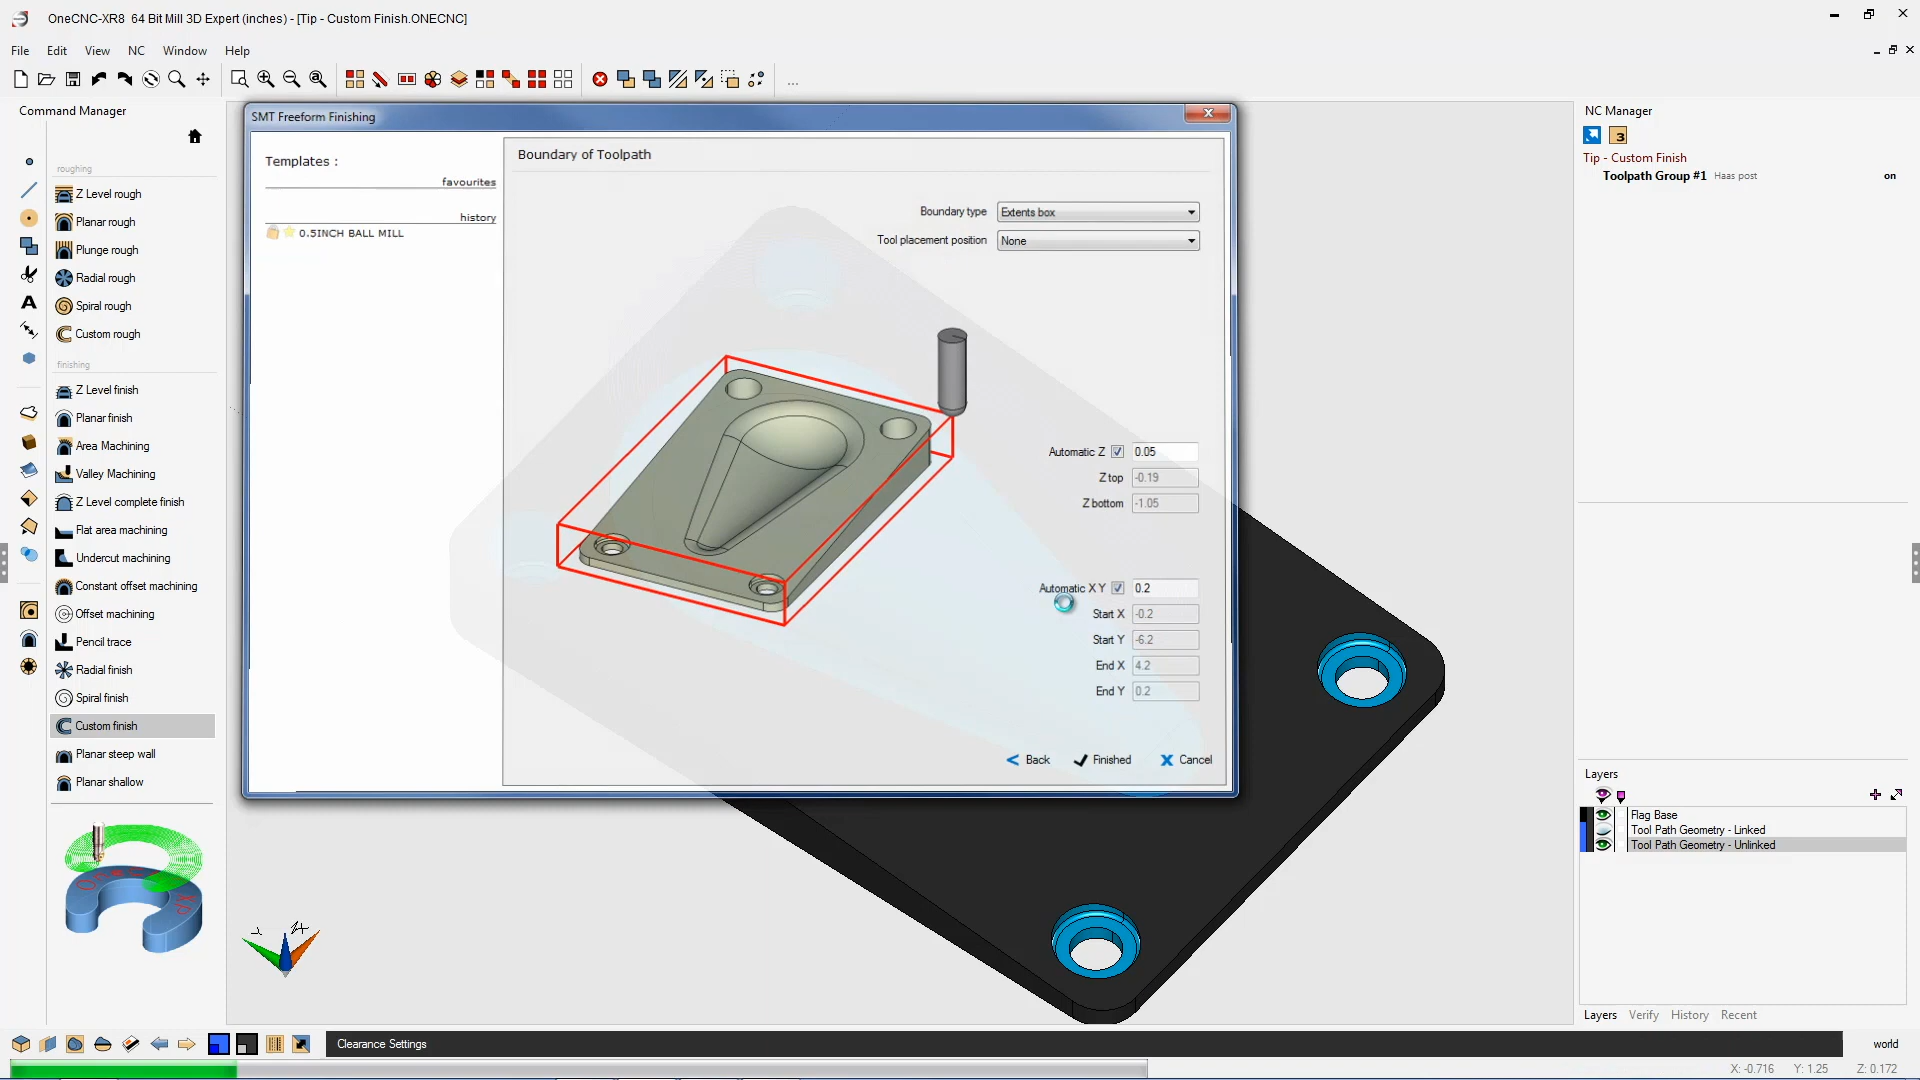 OneCNC-XR8  64 Bit Mill 3D Expert (inches) - [Tip - Custom Finish.ONECNC]
File Edit View NC Window Help
Command Manager
roughing
Z Level rough
Planar rough
Plunge rough
Radial rough
Spiral rough
Custom rough
finishing
Z Level finish
Planar finish
Area Machining
Valley Machining
Z Level complete finish
Flat area machining
Undercut machining
Constant offset machining
Offset machining
Pencil trace
Radial finish
Spiral finish
Custom finish
Planar steep wall
Planar shallow
SMT Freeform Finishing
Templates :
favourites
history
0.5INCH BALL MILL
Boundary of Toolpath
Boundary type Extents box
Tool placement position None
Automatic Z 0.05
Z top -0.19
Z bottom -1.05
Automatic X Y 0.2
Start X -0.2
Start Y -6.2
End X 4.2
End Y 0.2
Back Finished Cancel
NC Manager
3
Tip - Custom Finish
Toolpath Group #1 Haas post on
Layers
Flag Base
Tool Path Geometry - Linked
Tool Path Geometry - Unlinked
Layers Verify History Recent
Clearance Settings
world
X: -0.716 Y: 1.25 Z: 0.172